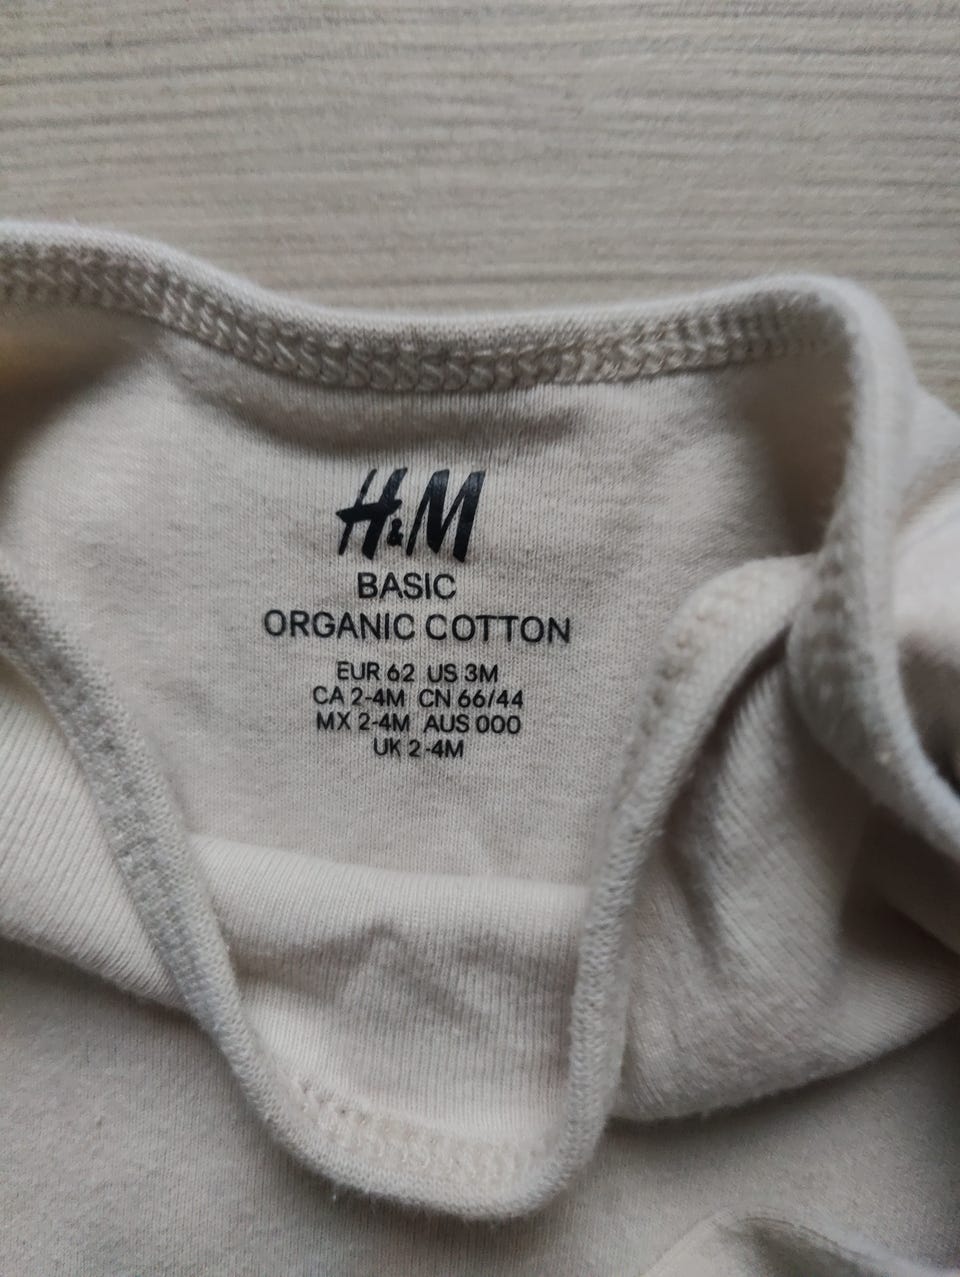 H&M
BASIC
ORGANIC COTTON
EUR 62 US 3M
CA 2-4M CN 66/44
MX 2-4M AUS 000
UK 2-4M